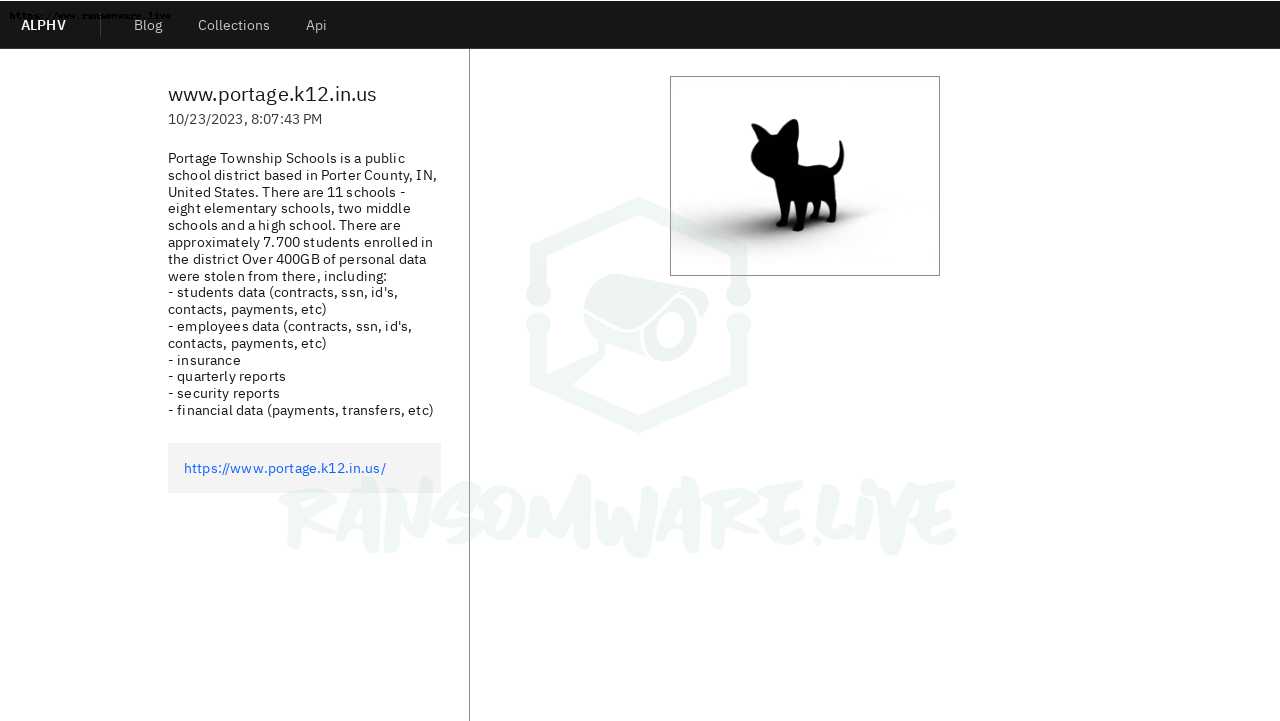 https://www.ransomware.live
ALPHV
Blog
Collections
Api
www.portage.k12.in.us
10/23/2023, 8:07:43 PM
Portage Township Schools is a public
school district based in Porter County, IN,
United States. There are 11 schools -
eight elementary schools, two middle
schools and a high school. There are
approximately 7.700 students enrolled in
the district Over 400GB of personal data
were stolen from there, including:
- students data (contracts, ssn, id's,
contacts, payments, etc)
- employees data (contracts, ssn, id's,
contacts, payments, etc)
- insurance
- quarterly reports
- security reports
- financial data (payments, transfers, etc)
https://www.portage.k12.in.us/
RANSOMWARE.LIVE